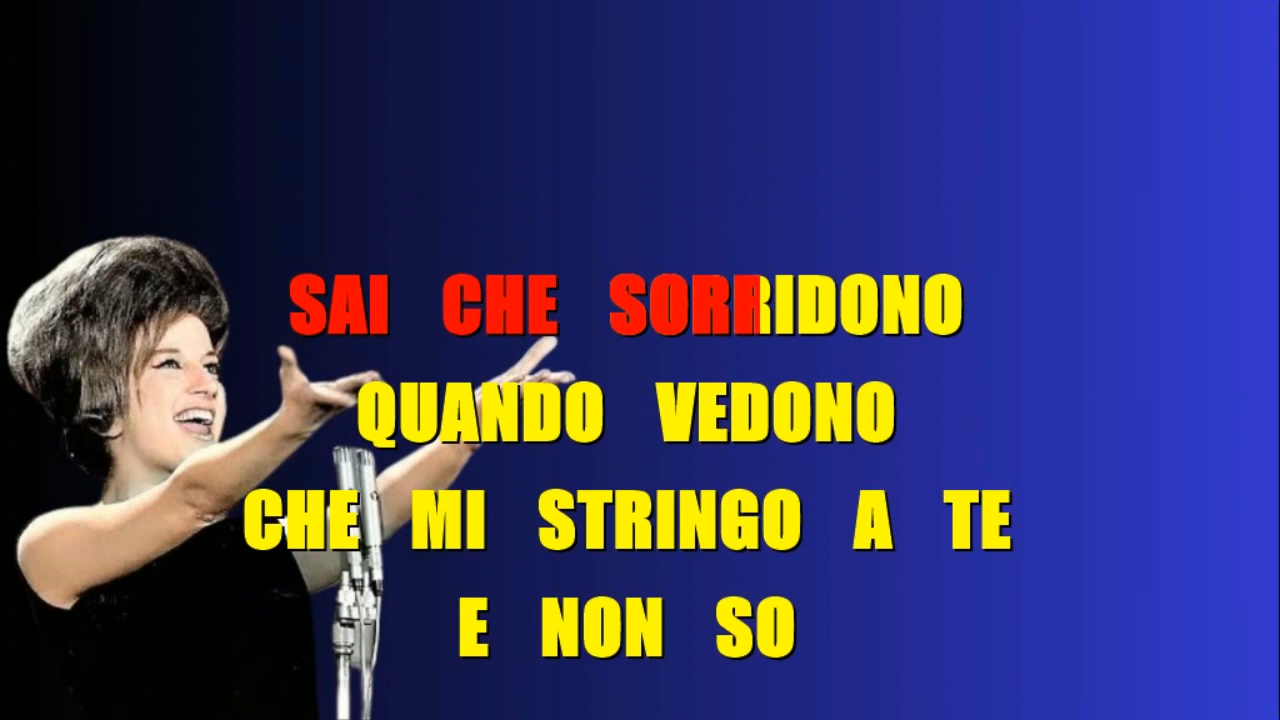 SAI CHE SORRIDONO
QUANDO VEDONO
CHE MI STRINGO A TE
E NON SO